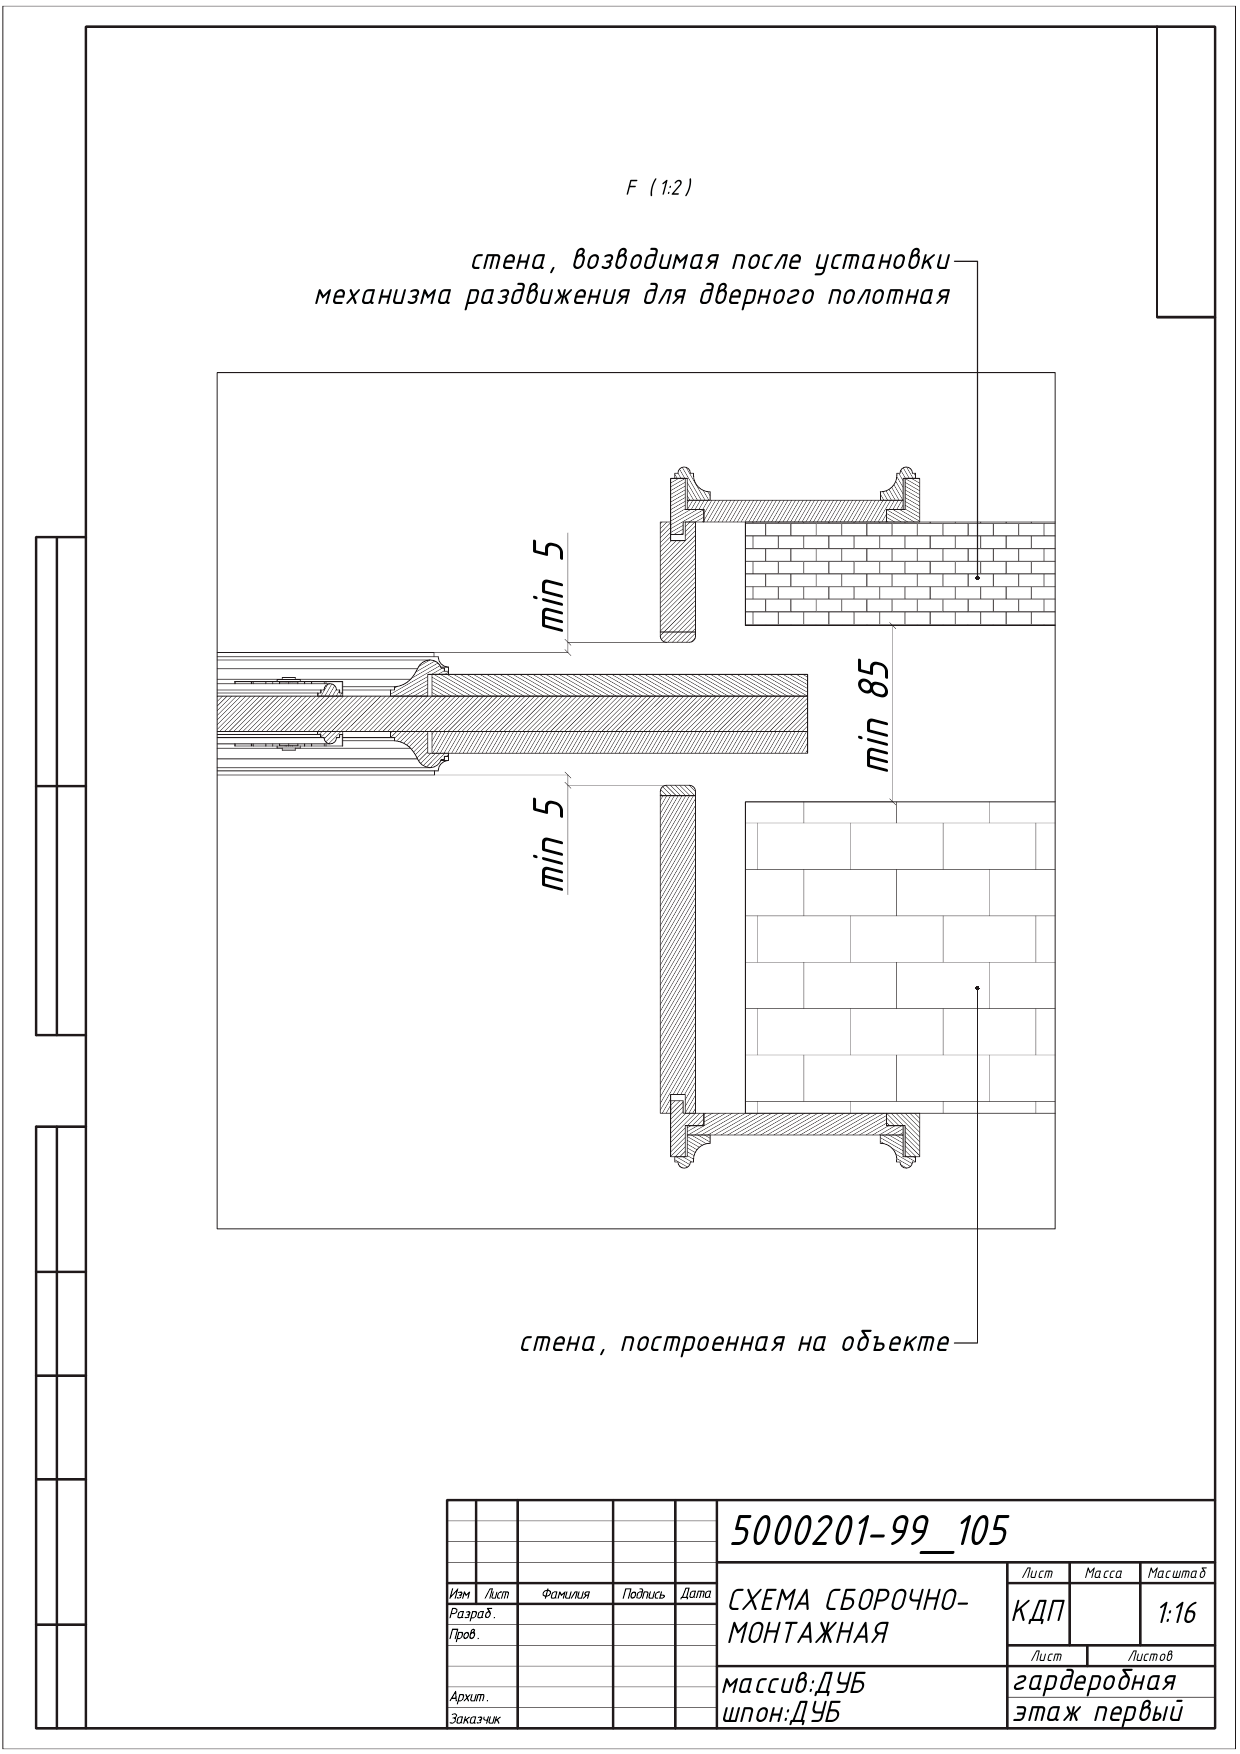 F (1:2)
стена, возводимая после установки
механизма раздвижения для дверного полотная
min 5
min 85
min 5
стена, построенная на объекте
5000201-99__105
Изм Лист Фамилия Подпись Дата
Разраб.
Пров.
Архит.
Заказчик
СХЕМА СБОРОЧНО-
МОНТАЖНАЯ
Лист Масса Масштаб
КДП 1:16
Лист Листов
массив:ДУБ
шпон:ДУБ
гардеробная
этаж первый